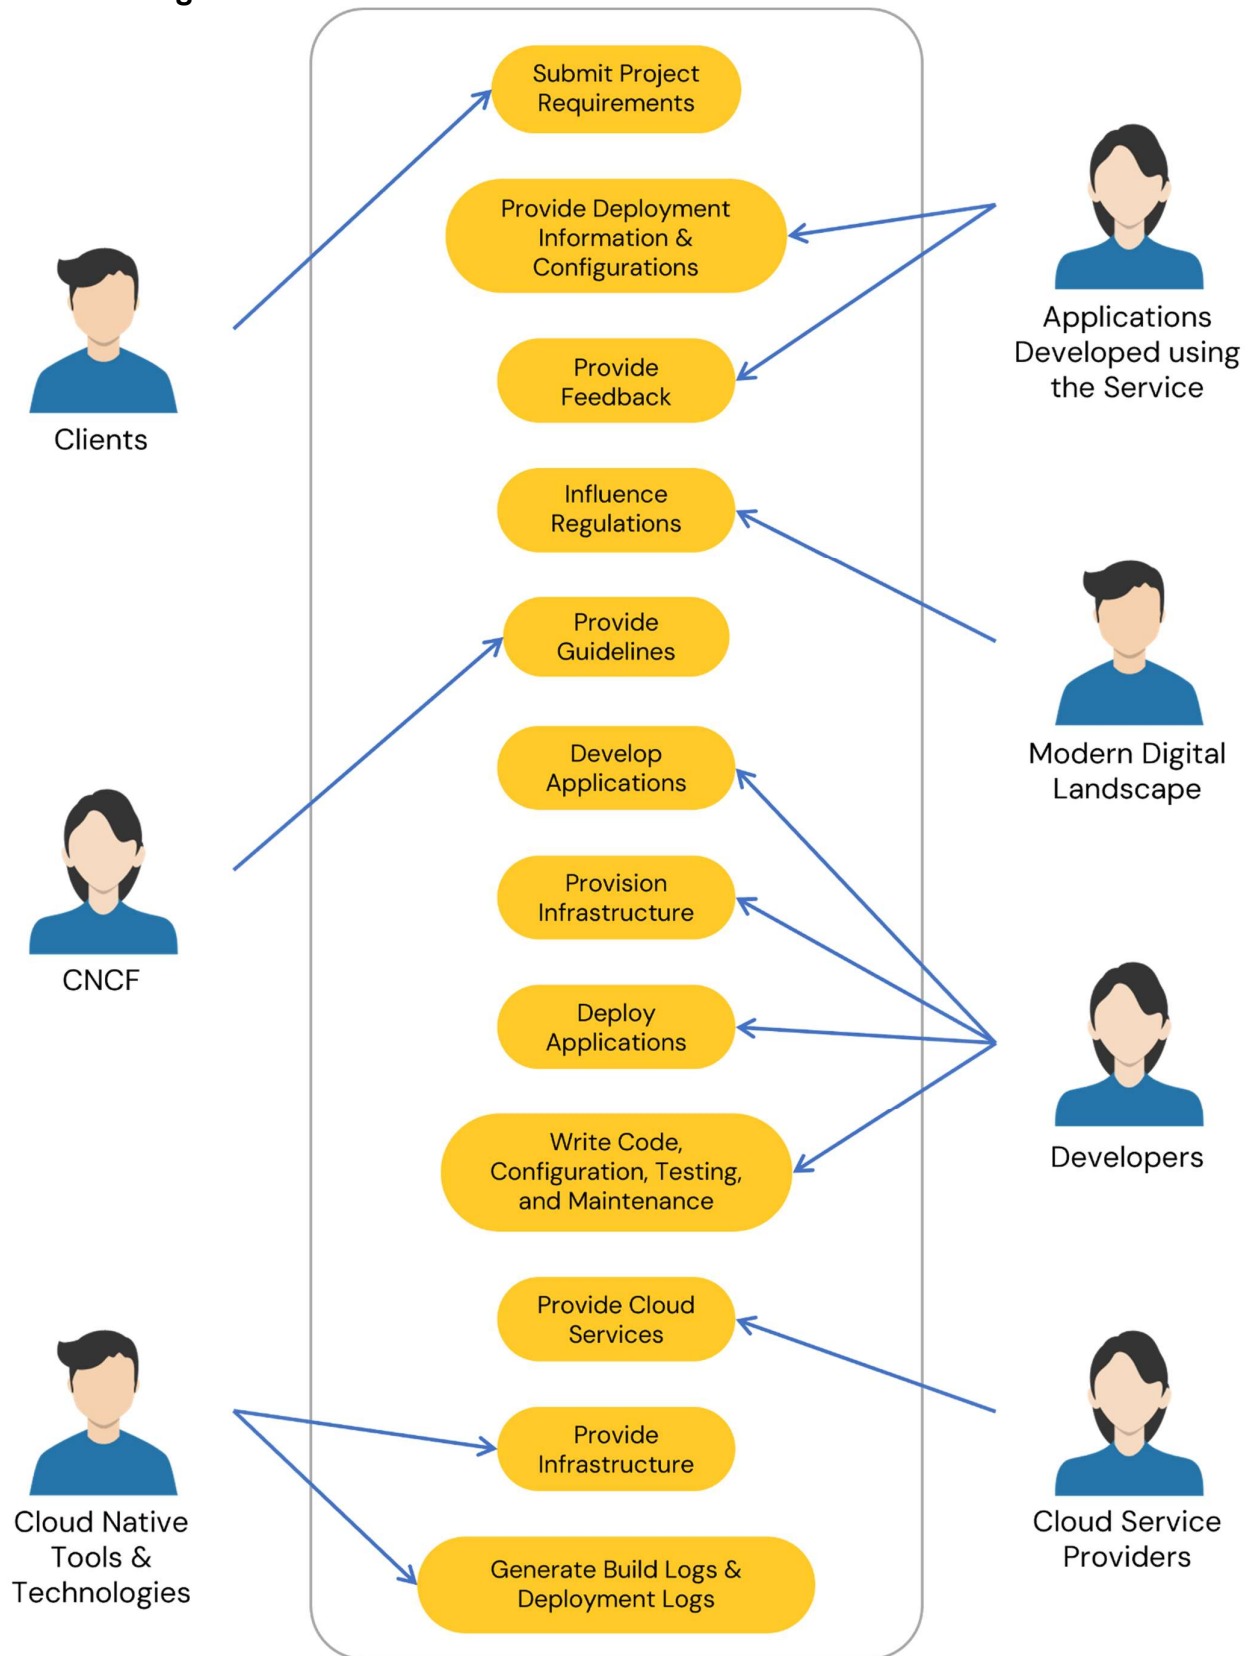 Submit Project
Requirements
Provide Deployment
Information &
Configurations
Provide
Feedback
Influence
Regulations
Provide
Guidelines
Develop
Applications
Provision
Infrastructure
Deploy
Applications
Write Code,
Configuration, Testing,
and Maintenance
Provide Cloud
Services
Provide
Infrastructure
Generate Build Logs &
Deployment Logs
Clients
CNCF
Cloud Native
Tools &
Technologies
Applications
Developed using
the Service
Modern Digital
Landscape
Developers
Cloud Service
Providers